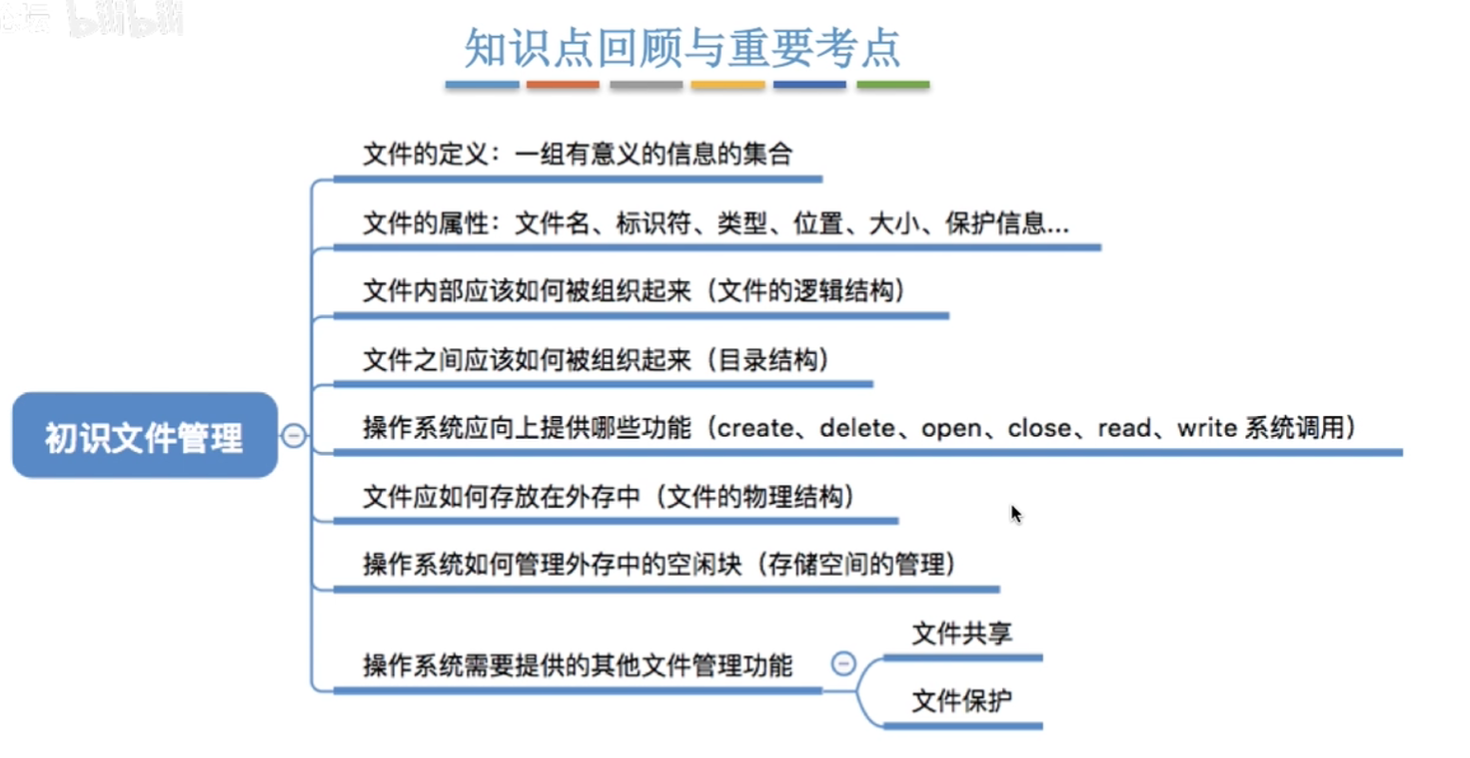 bilibili
知识点回顾与重要考点
文件的定义：一组有意义的信息的集合
文件的属性：文件名、标识符、类型、位置、大小、保护信息...
文件内部应该如何被组织起来（文件的逻辑结构）
文件之间应该如何被组织起来（目录结构）
初识文件管理
操作系统应向上提供哪些功能（create、delete、open、close、read、write 系统调用）
文件应如何存放在外存中（文件的物理结构）
操作系统如何管理外存中的空闲块（存储空间的管理）
操作系统需要提供的其他文件管理功能
文件共享
文件保护